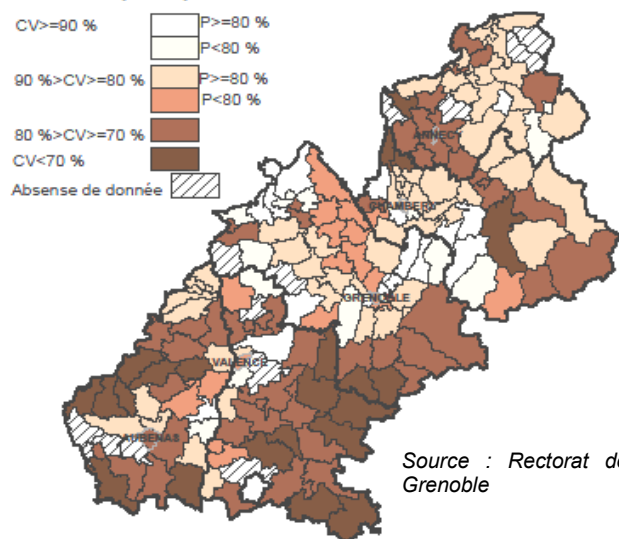 CV>=90 %
P>=80 %
P<80 %
90 %>CV>=80 %
P>=80 %
P<80 %
80 %>CV>=70 %
CV<70 %
Absense de donnée
ANNECY
CHAMBERY
GRENOBLE
VALENCE
AUBENAS
Source : Rectorat de
Grenoble